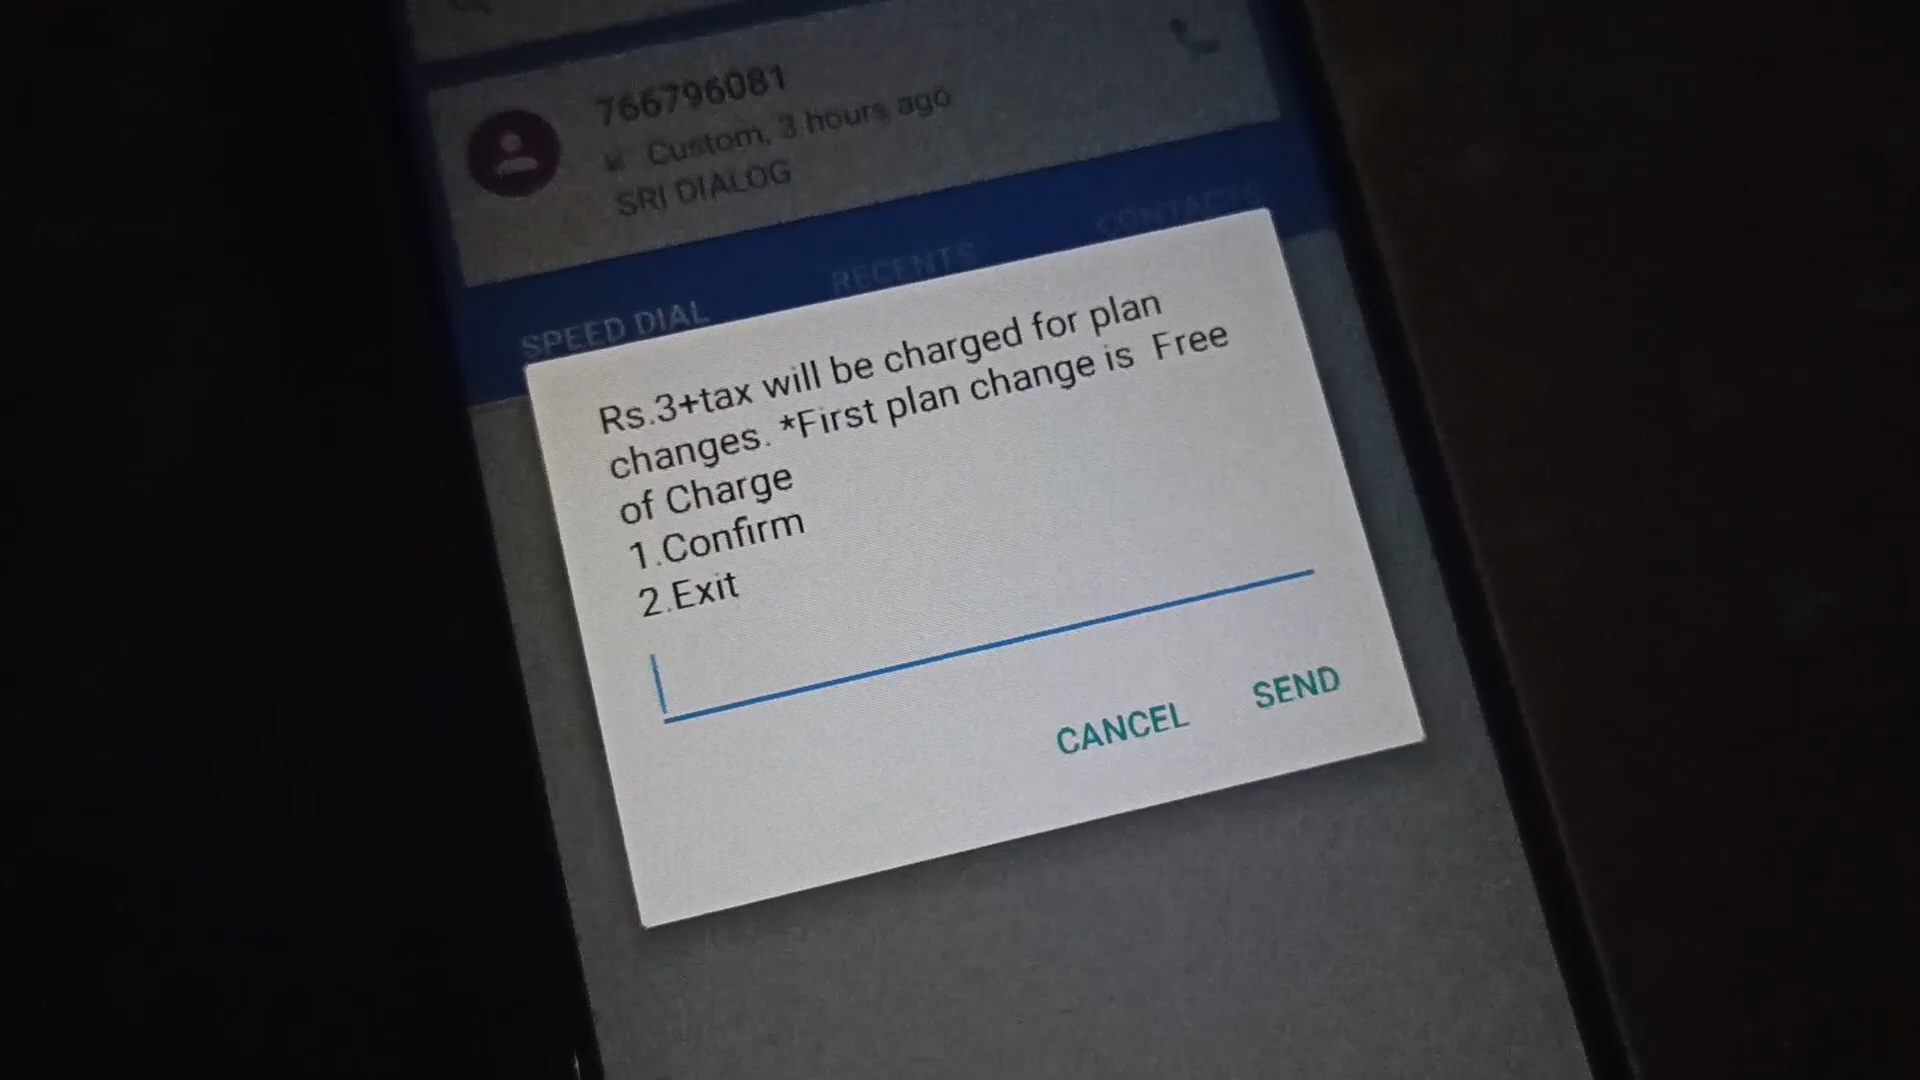 766796081
Custom, 3 hours ago
SRI DIALOG
SPEED DIAL
RECENTS
CONTACTS
Rs.3+tax will be charged for plan
changes. *First plan change is  Free
of Charge
1.Confirm
2.Exit
CANCEL
SEND